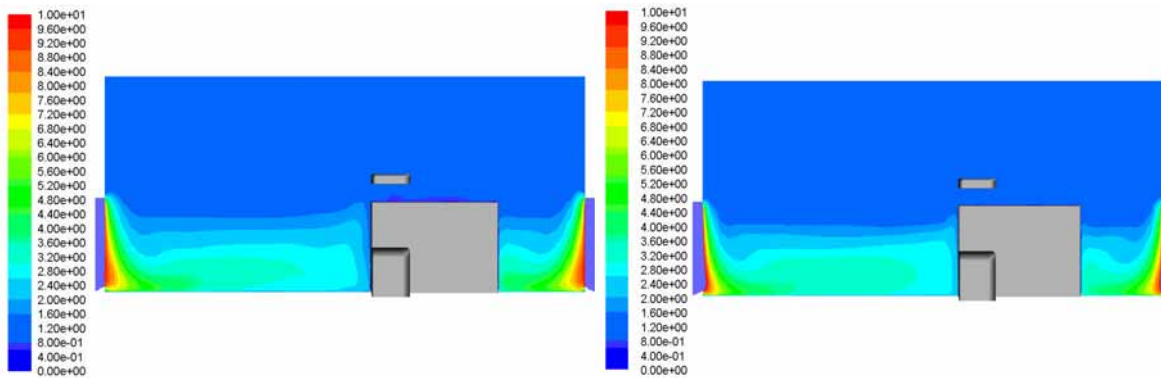 1.00e+01
9.60e+00
9.20e+00
8.80e+00
8.40e+00
8.00e+00
7.60e+00
7.20e+00
6.80e+00
6.40e+00
6.00e+00
5.60e+00
5.20e+00
4.80e+00
4.40e+00
4.00e+00
3.60e+00
3.20e+00
2.80e+00
2.40e+00
2.00e+00
1.60e+00
1.20e+00
8.00e-01
4.00e-01
0.00e+00
1.00e+01
9.60e+00
9.20e+00
8.80e+00
8.40e+00
8.00e+00
7.60e+00
7.20e+00
6.80e+00
6.40e+00
6.00e+00
5.60e+00
5.20e+00
4.80e+00
4.40e+00
4.00e+00
3.60e+00
3.20e+00
2.80e+00
2.40e+00
2.00e+00
1.60e+00
1.20e+00
8.00e-01
4.00e-01
0.00e+00